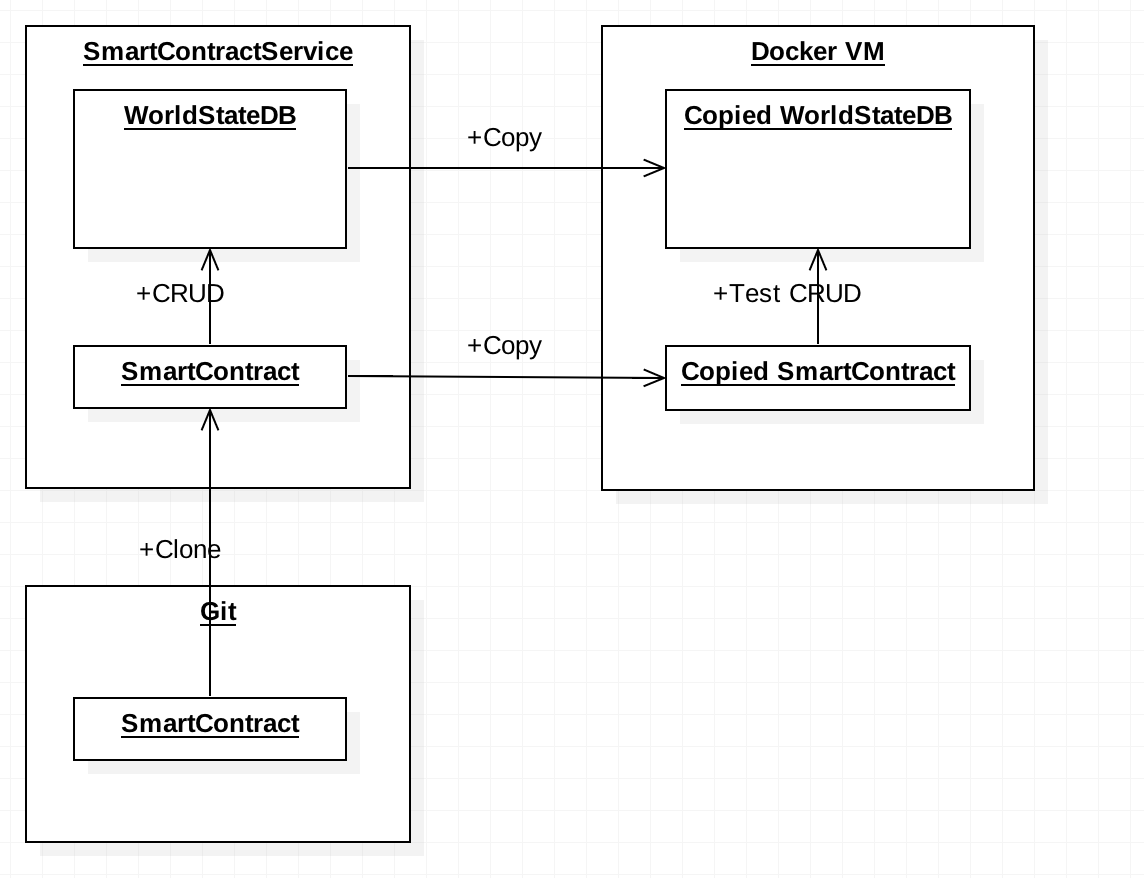 SmartContractService
WorldStateDB
+CRUD
SmartContract
+Copy
+Copy
Docker VM
Copied WorldStateDB
+Test CRUD
Copied SmartContract
+Clone
Git
SmartContract